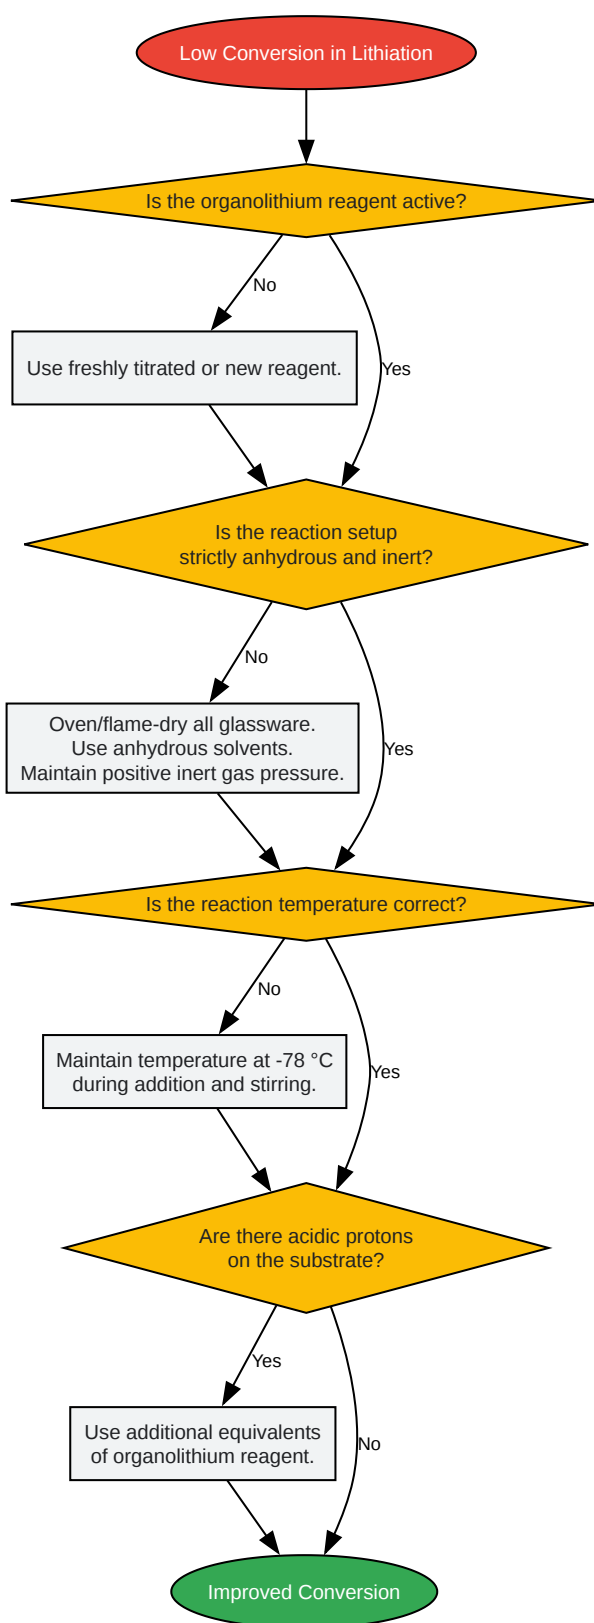 Low Conversion in Lithiation
Is the organolithium reagent active?
No
Use freshly titrated or new reagent.
Yes
Is the reaction setup
strictly anhydrous and inert?
No
Oven/flame-dry all glassware.
Use anhydrous solvents.
Maintain positive inert gas pressure.
Yes
Is the reaction temperature correct?
No
Maintain temperature at -78 °C
during addition and stirring.
Yes
Are there acidic protons
on the substrate?
Yes
Use additional equivalents
of organolithium reagent.
No
Improved Conversion